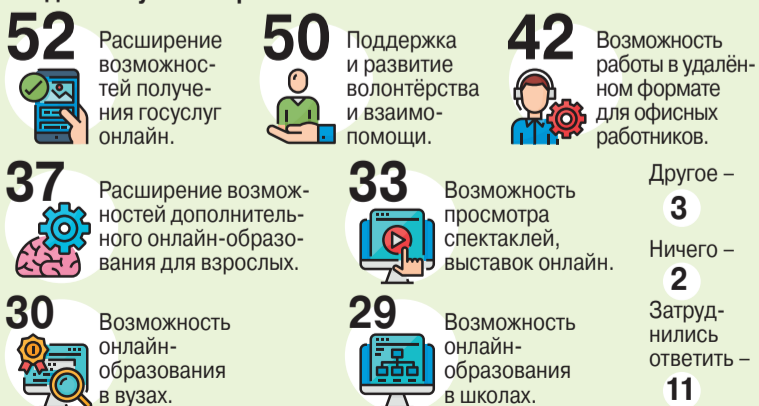 52
Расширение
возможнос-
тей получе-
ния госуслуг
онлайн.
50
Поддержка
и развитие
волонтёрства
и взаимо-
помощи.
42
Возможность
работы в удалён-
ном формате
для офисных
работников.
37
Расширение возмож-
ностей дополнитель-
ного онлайн-образо-
вания для взрослых.
33
Возможность
просмотра
спектаклей,
выставок онлайн.
Другое –
3
Ничего –
2
Затруд-
нились
ответить –
11
30
Возможность
онлайн-
образования
в вузах.
29
Возможность
онлайн-
образования
в школах.